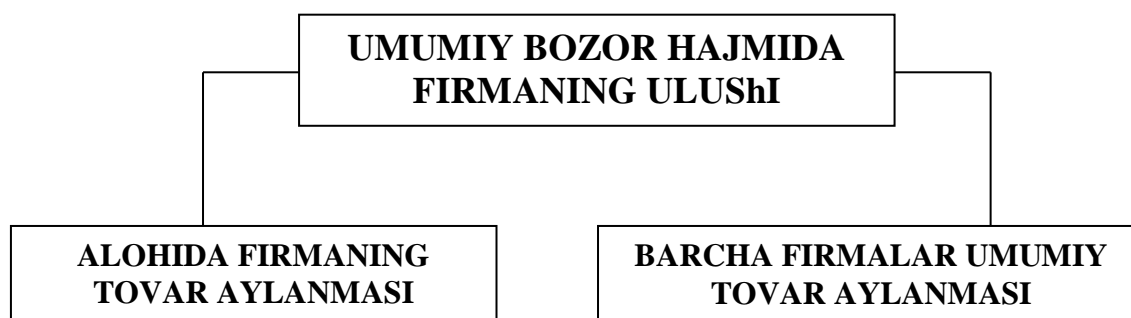 UMUMIY BOZOR HAJMIDA
FIRMANING ULUShI
ALOHIDA FIRMANING
TOVAR AYLANMASI
BARCHA FIRMALAR UMUMIY
TOVAR AYLANMASI